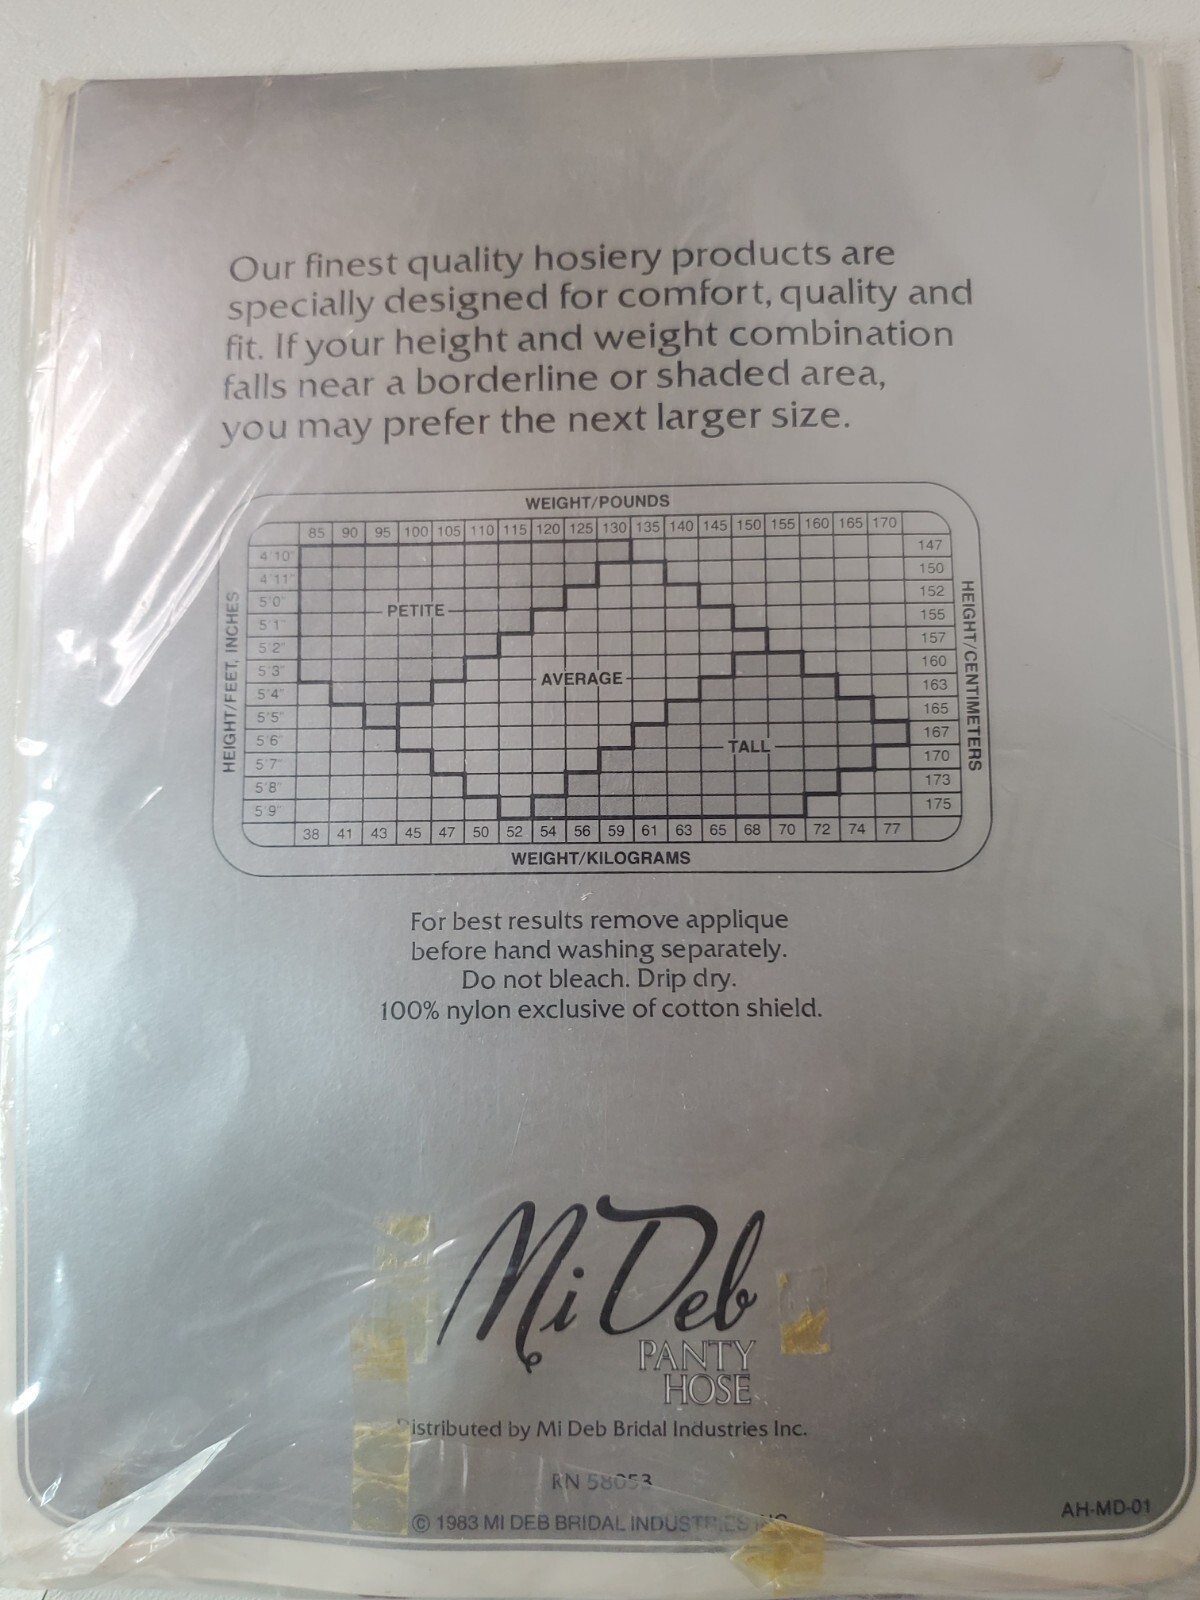 Our finest quality hosiery products are
specially designed for comfort, quality and
fit. If your height and weight combination
falls near a borderline or shaded area,
you may prefer the next larger size.
WEIGHT/POUNDS
85 90 95 100 105 110 115 120 125 130 135 140 145 150 155 160 165 170
HEIGHT/FEET, INCHES
4'10" 147
4'11" 150
5'0" 152
5'1" 155
5'2" 157
5'3" 160
5'4" 163
5'5" 165
5'6" 167
5'7" 170
5'8" 173
5'9" 175
PETITE
AVERAGE
TALL
HEIGHT/CENTIMETERS
38 41 43 45 47 50 52 54 56 59 61 63 65 68 70 72 74 77
WEIGHT/KILOGRAMS
For best results remove applique
before hand washing separately.
Do not bleach. Drip dry.
100% nylon exclusive of cotton shield.
Mi Deb
PANTY
HOSE
Distributed by Mi Deb Bridal Industries Inc.
RN 58053
© 1983 MI DEB BRIDAL INDUSTRIES INC
AH-MD-01